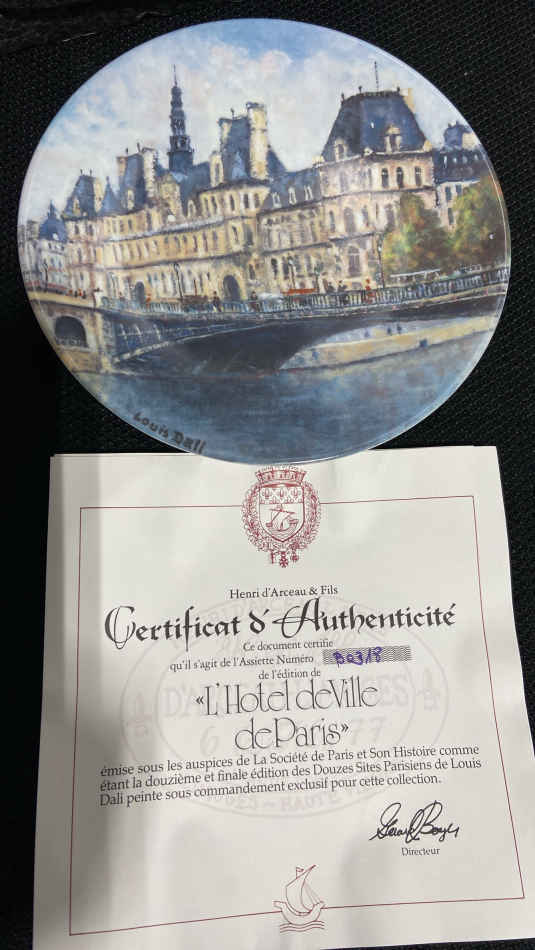 Louis Dali
Henri d'Arceau & Fils
Certificat d'Authenticité
Ce document certifie
qu'il s'agit de l'Assiette Numéro
de l'édition de
«L'Hotel de Ville
de Paris»
émise sous les auspices de La Société de Paris et Son Histoire comme
étant la douzième et finale édition des Douzes Sites Parisiens de Louis
Dali peinte sous commandement exclusif pour cette collection.
Directeur